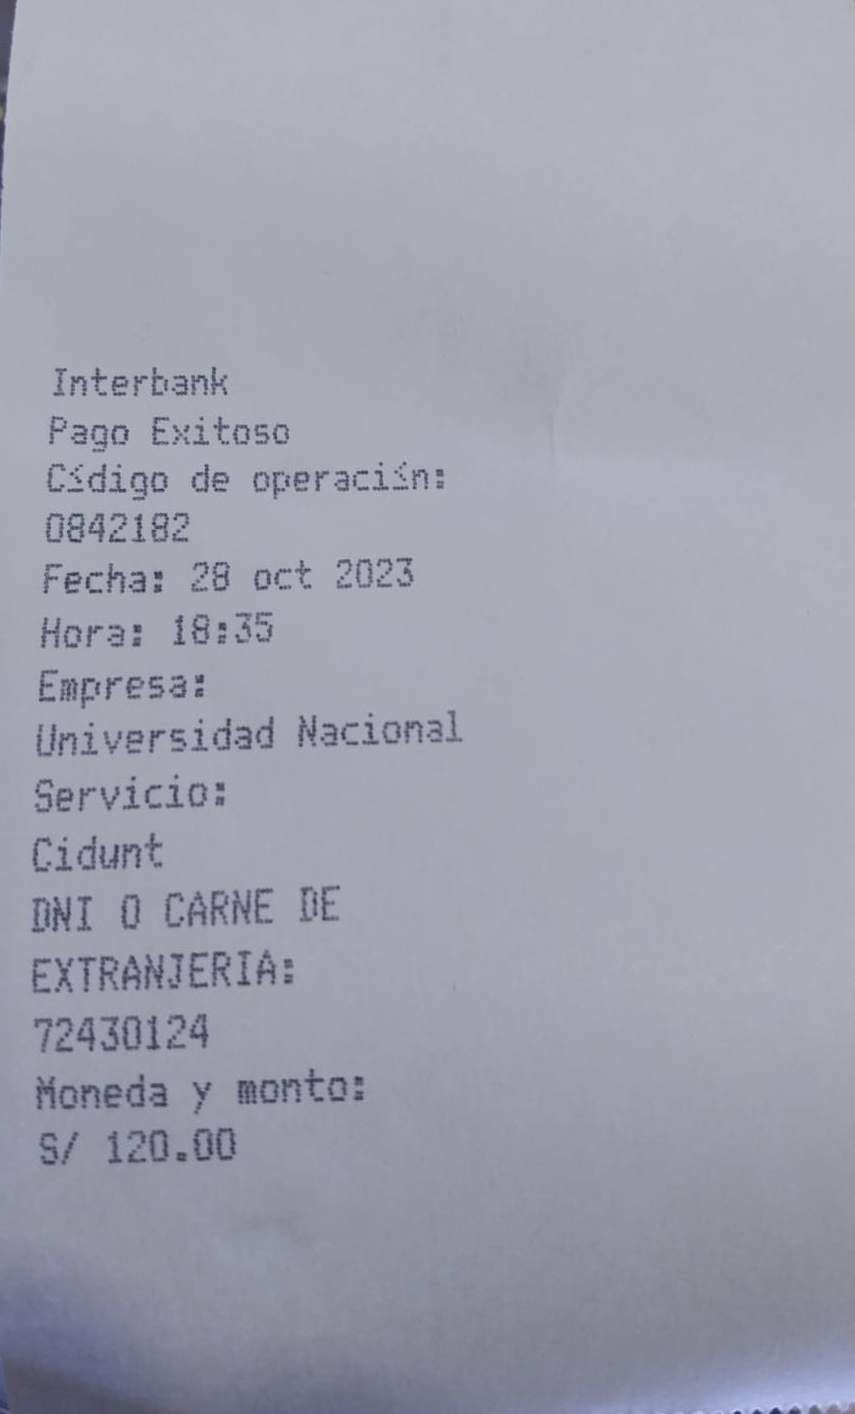 Interbank
Pago Exitoso
C≤digo de operaci≤n:
0842182
Fecha: 28 oct 2023
Hora: 18:35
Empresa:
Universidad Nacional
Servicio:
Cidunt
DNI O CARNE DE
EXTRANJERIA:
72430124
Moneda y monto:
S/ 120.00